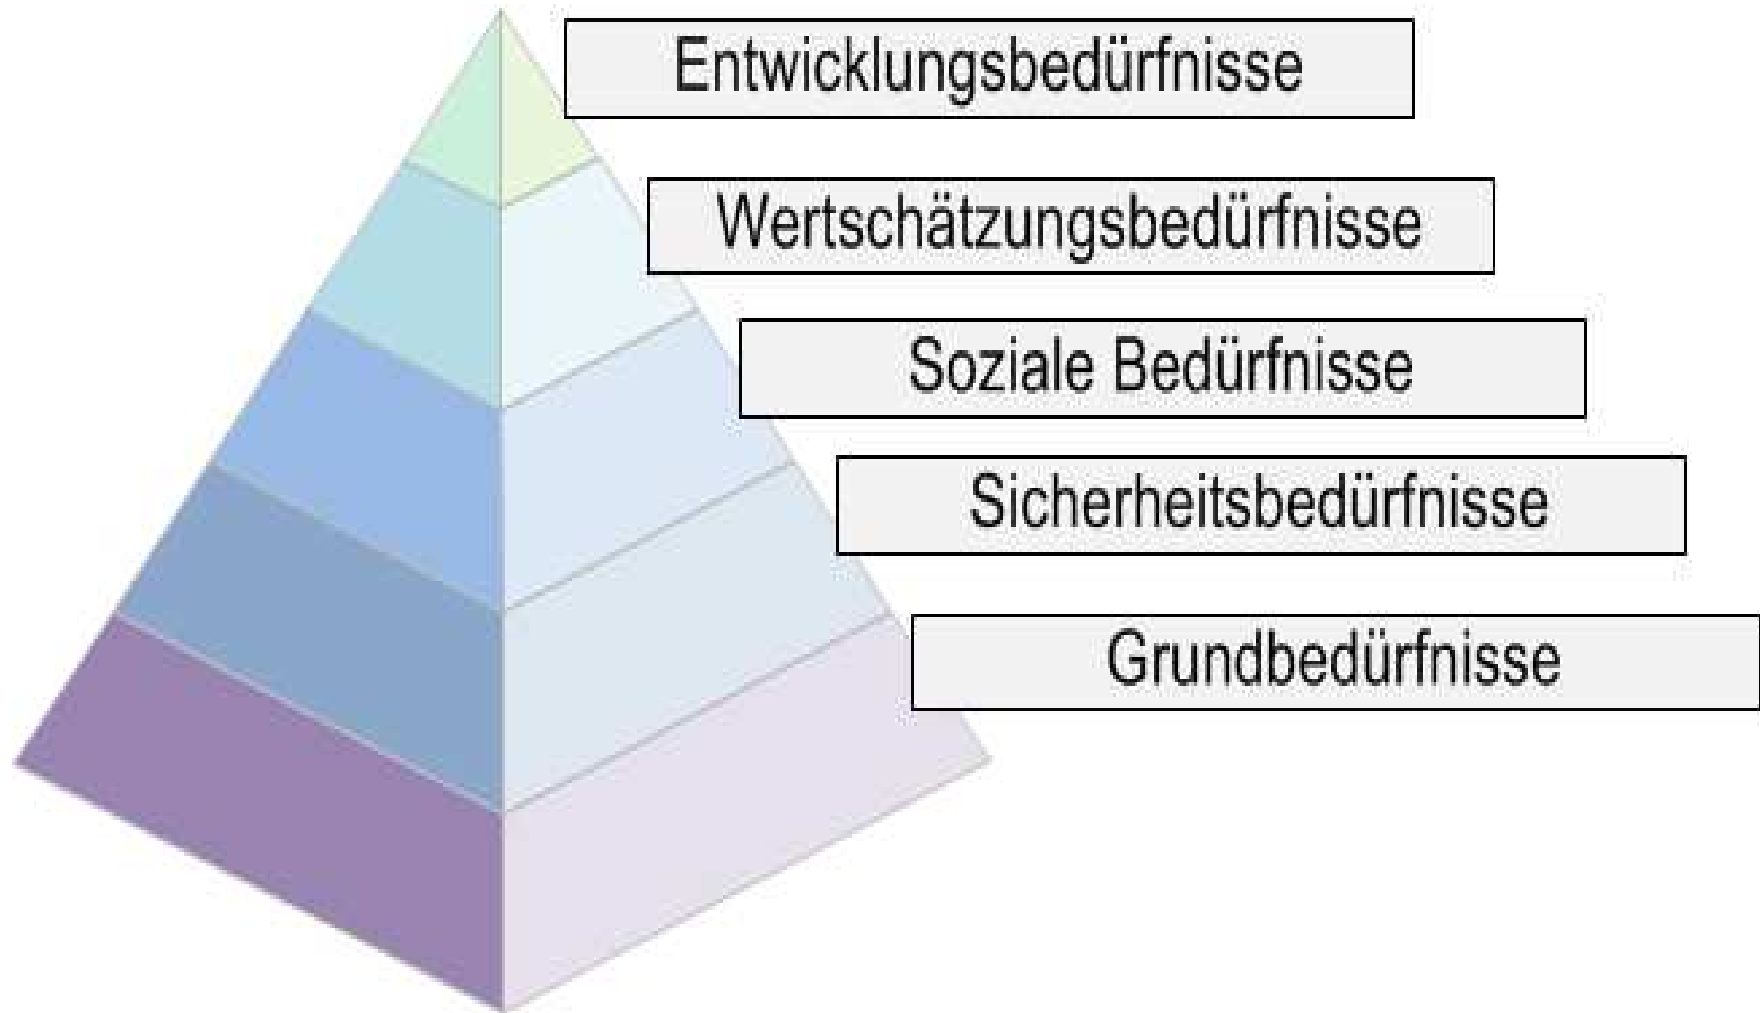 Entwicklungsbedürfnisse
Wertschätzungsbedürfnisse
Soziale Bedürfnisse
Sicherheitsbedürfnisse
Grundbedürfnisse